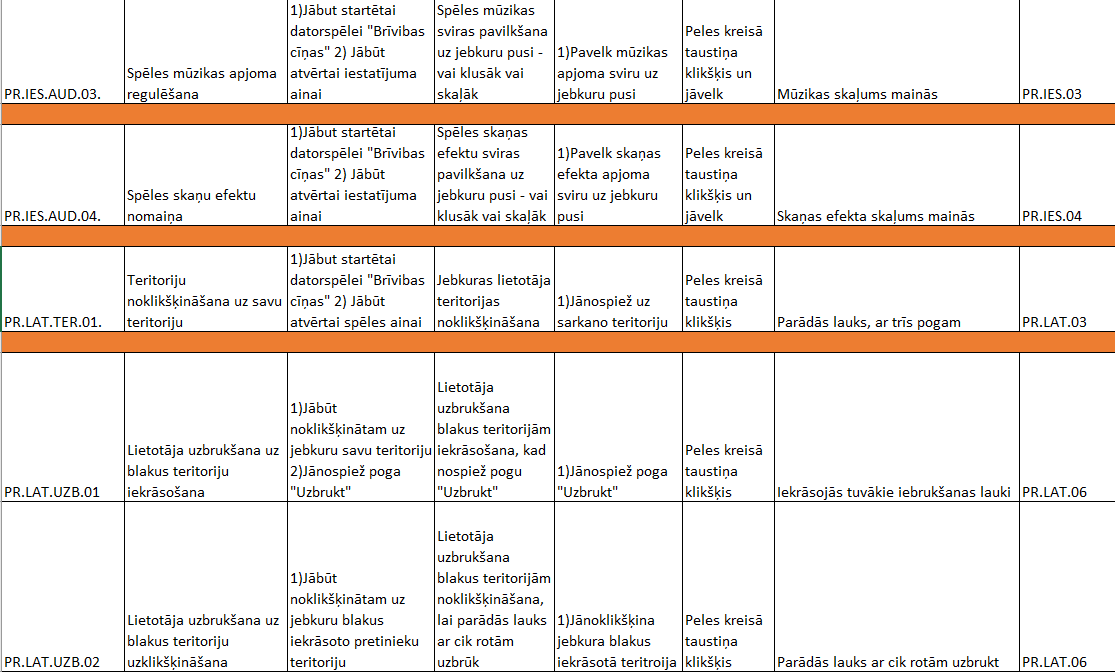 PR.IES.AUD.03.
Spēles mūzikas apjoma
regulēšana
1)Jābut startētai
datorspēlei "Brīvibas
cīņas" 2) Jābūt
atvērtai iestatījuma
ainai
Spēles mūzikas
sviras pavilkšana
uz jebkuru pusi -
vai klusāk vai
skaļāk
1)Pavelk mūzikas
apjoma sviru uz
jebkuru pusi
Peles kreisā
taustiņa
klikšķis un
jāvelk
Mūzikas skaļums mainās
PR.IES.03
PR.IES.AUD.04.
Spēles skaņu efektu
nomaiņa
1)Jābut startētai
datorspēlei "Brīvibas
cīņas" 2) Jābūt
atvērtai iestatījuma
ainai
Spēles skaņas
efektu sviras
pavilkšana uz
jebkuru pusi - vai
klusāk vai skaļāk
1)Pavelk skaņas
efekta apjoma
sviru uz jebkuru
pusi
Peles kreisā
taustiņa
klikšķis un
jāvelk
Skaņas efekta skaļums mainās
PR.IES.04
PR.LAT.TER.01.
Teritoriju
noklikšķināšana uz savu
teritoriju
1)Jābut startētai
datorspēlei "Brīvibas
cīņas" 2) Jābūt
atvērtai spēles ainai
Jebkuras lietotāja
teritorijas
noklikšķināšana
1)Jānospiež uz
sarkano teritoriju
Peles kreisā
taustiņa
klikšķis
Parādās lauks, ar trīs pogam
PR.LAT.03
PR.LAT.UZB.01
Lietotāja uzbrukšana uz
blakus teritoriju
iekrāsošana
1)Jābūt
noklikšķinātam uz
jebkuru savu teritoriju
2)Jānospiež poga
"Uzbrukt"
Lietotāja
uzbrukšana
blakus teritorijām
iekrāsošana, kad
nospiež pogu
"Uzbrukt"
1)Jānospiež poga
"Uzbrukt"
Peles kreisā
taustiņa
klikšķis
Iekrāsojās tuvākie iebrukšanas lauki
PR.LAT.06
PR.LAT.UZB.02
Lietotāja uzbrukšana uz
blakus teritoriju
uzklikšķināšana
1)Jābūt
noklikšķinātam uz
jebkuru blakus
iekrāsoto pretinieku
teritoriju
Lietotāja
uzbrukšana
blakus teritorijām
noklikšķināšana,
lai parādās lauks
ar cik rotām
uzbrūk
1)Jānoklikšķina
jebkura blakus
iekrāsotā teritroija
Peles kreisā
taustiņa
klikšķis
Parādās lauks ar cik rotām uzbrukt
PR.LAT.06